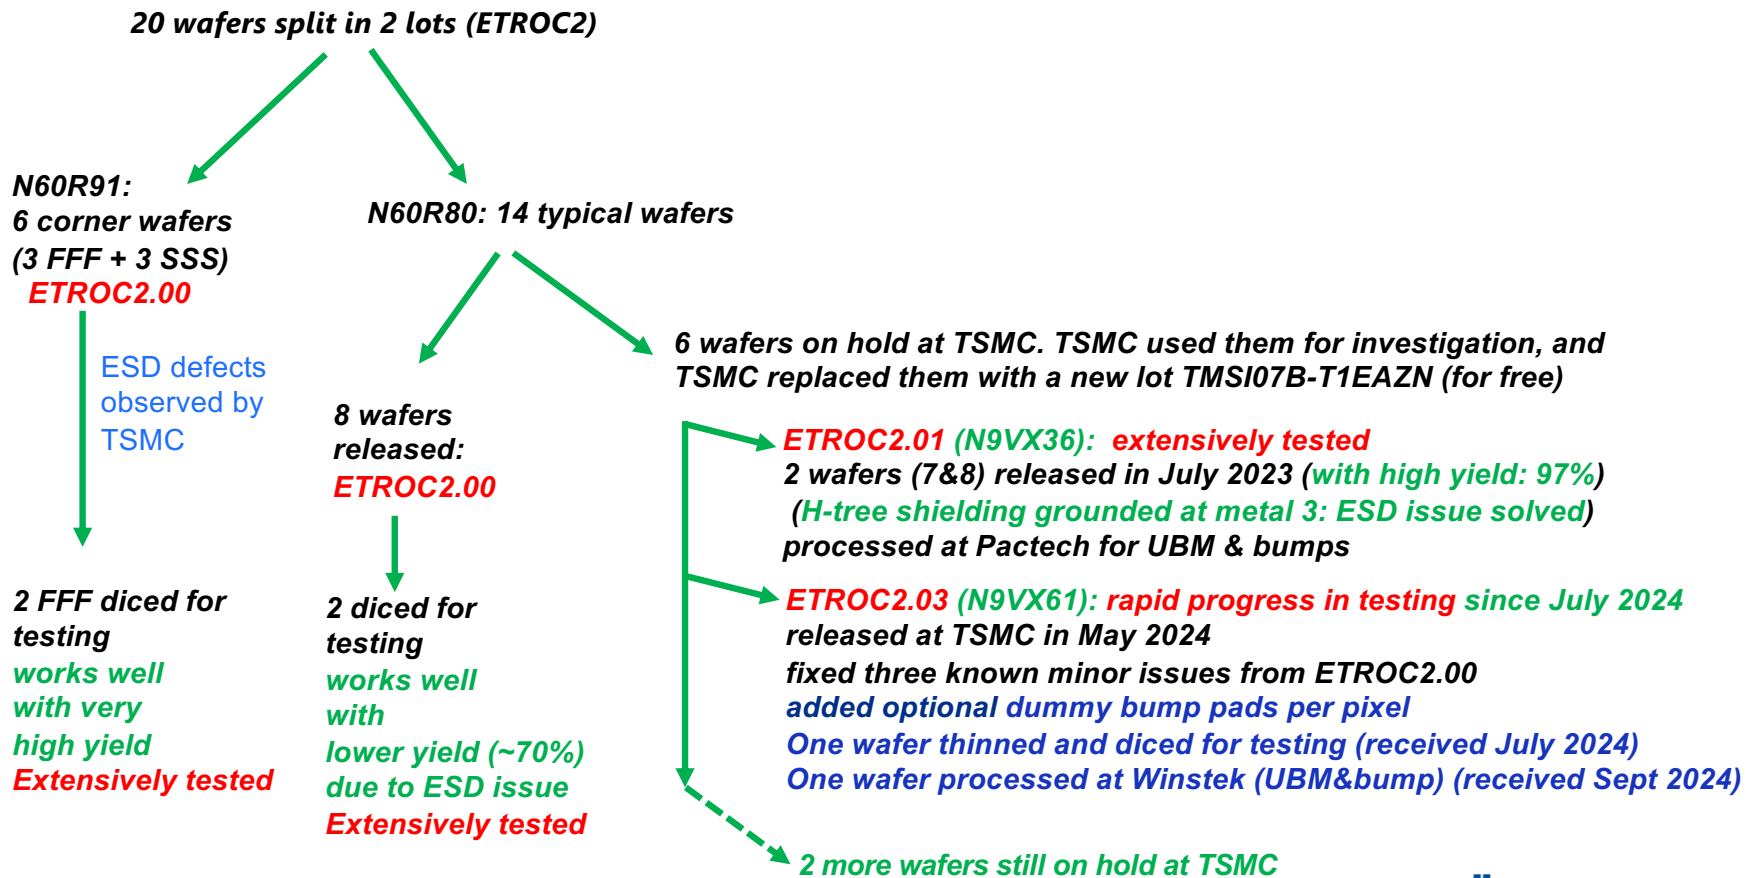 20 wafers split in 2 lots (ETROC2)
N60R91:
6 corner wafers
(3 FFF + 3 SSS)
ETROC2.00
N60R80: 14 typical wafers
ESD defects
observed by
TSMC
8 wafers
released:
ETROC2.00
6 wafers on hold at TSMC. TSMC used them for investigation, and
TSMC replaced them with a new lot TMSI07B-T1EAZN (for free)
ETROC2.01 (N9VX36): extensively tested
2 wafers (7&8) released in July 2023 (with high yield: 97%)
(H-tree shielding grounded at metal 3: ESD issue solved)
processed at Pactech for UBM & bumps
2 FFF diced for
testing
works well
with very
high yield
Extensively tested
2 diced for
testing
works well
with
lower yield (~70%)
due to ESD issue
Extensively tested
ETROC2.03 (N9VX61): rapid progress in testing since July 2024
released at TSMC in May 2024
fixed three known minor issues from ETROC2.00
added optional dummy bump pads per pixel
One wafer thinned and diced for testing (received July 2024)
One wafer processed at Winstek (UBM&bump) (received Sept 2024)
2 more wafers still on hold at TSMC